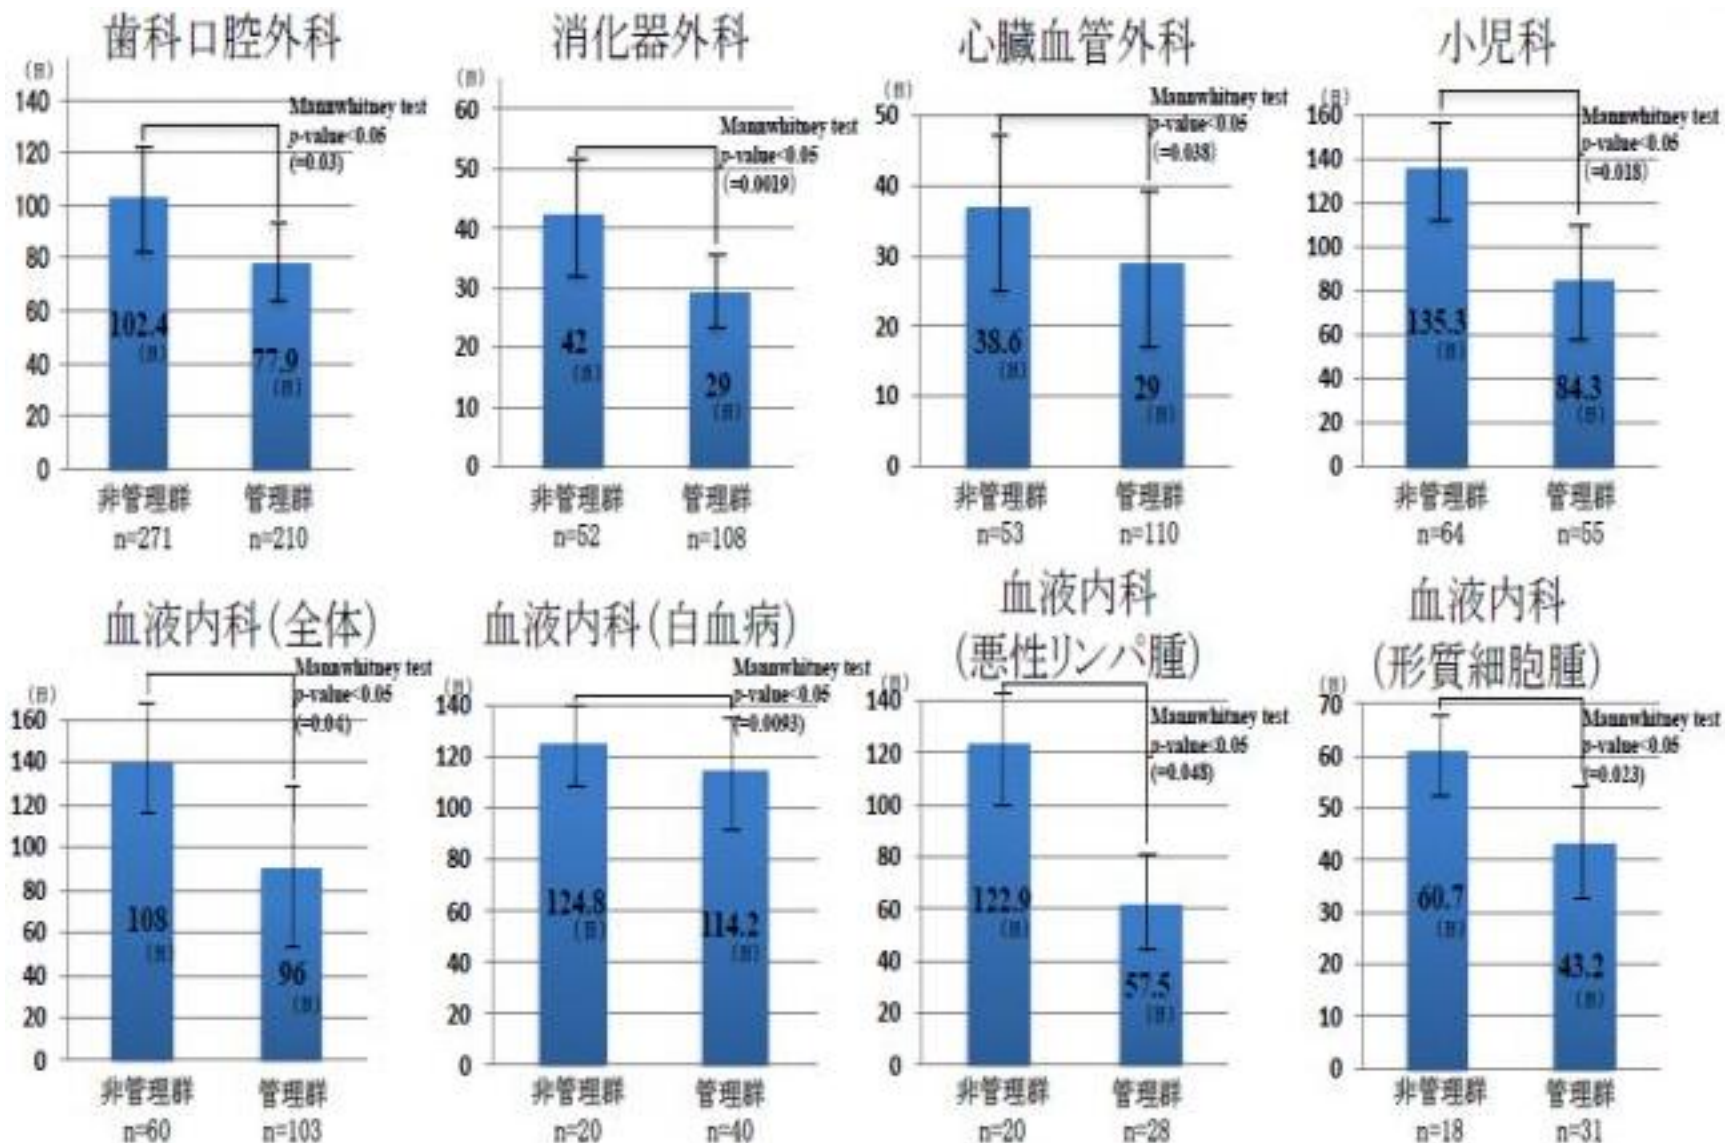 歯科口腔外科
(日)
140
120
100
80
60
40
20
0
Mannwhitney test
p-value<0.05
(=0.03)
102.4
(日)
77.9
(日)
非管理群
管理群
n=271
n=210
消化器外科
(日)
60
50
40
30
20
10
0
Mannwhitney test
p-value<0.05
(=0.0019)
42
(日)
29
(日)
非管理群
管理群
n=52
n=108
心臓血管外科
(日)
50
40
30
20
10
0
Mannwhitney test
p-value<0.05
(=0.038)
38.6
(日)
29
(日)
非管理群
管理群
n=53
n=110
小児科
(日)
160
140
120
100
80
60
40
20
0
Mannwhitney test
p-value<0.05
(=0.018)
135.3
(日)
84.3
(日)
非管理群
管理群
n=64
n=55
血液内科(全体)
(日)
160
140
120
100
80
60
40
20
0
Mannwhitney test
p-value<0.05
(=0.04)
108
(日)
96
(日)
非管理群
管理群
n=60
n=103
血液内科(白血病)
(日)
140
120
100
80
60
40
20
0
Mannwhitney test
p-value<0.05
(=0.0093)
124.8
(日)
114.2
(日)
非管理群
管理群
n=20
n=40
血液内科
(悪性リンパ腫)
(日)
140
120
100
80
60
40
20
0
Mannwhitney test
p-value<0.05
(=0.048)
122.9
(日)
57.5
(日)
非管理群
管理群
n=20
n=28
血液内科
(形質細胞腫)
(日)
70
60
50
40
30
20
10
0
Mannwhitney test
p-value<0.05
(=0.023)
60.7
(日)
43.2
(日)
非管理群
管理群
n=18
n=31